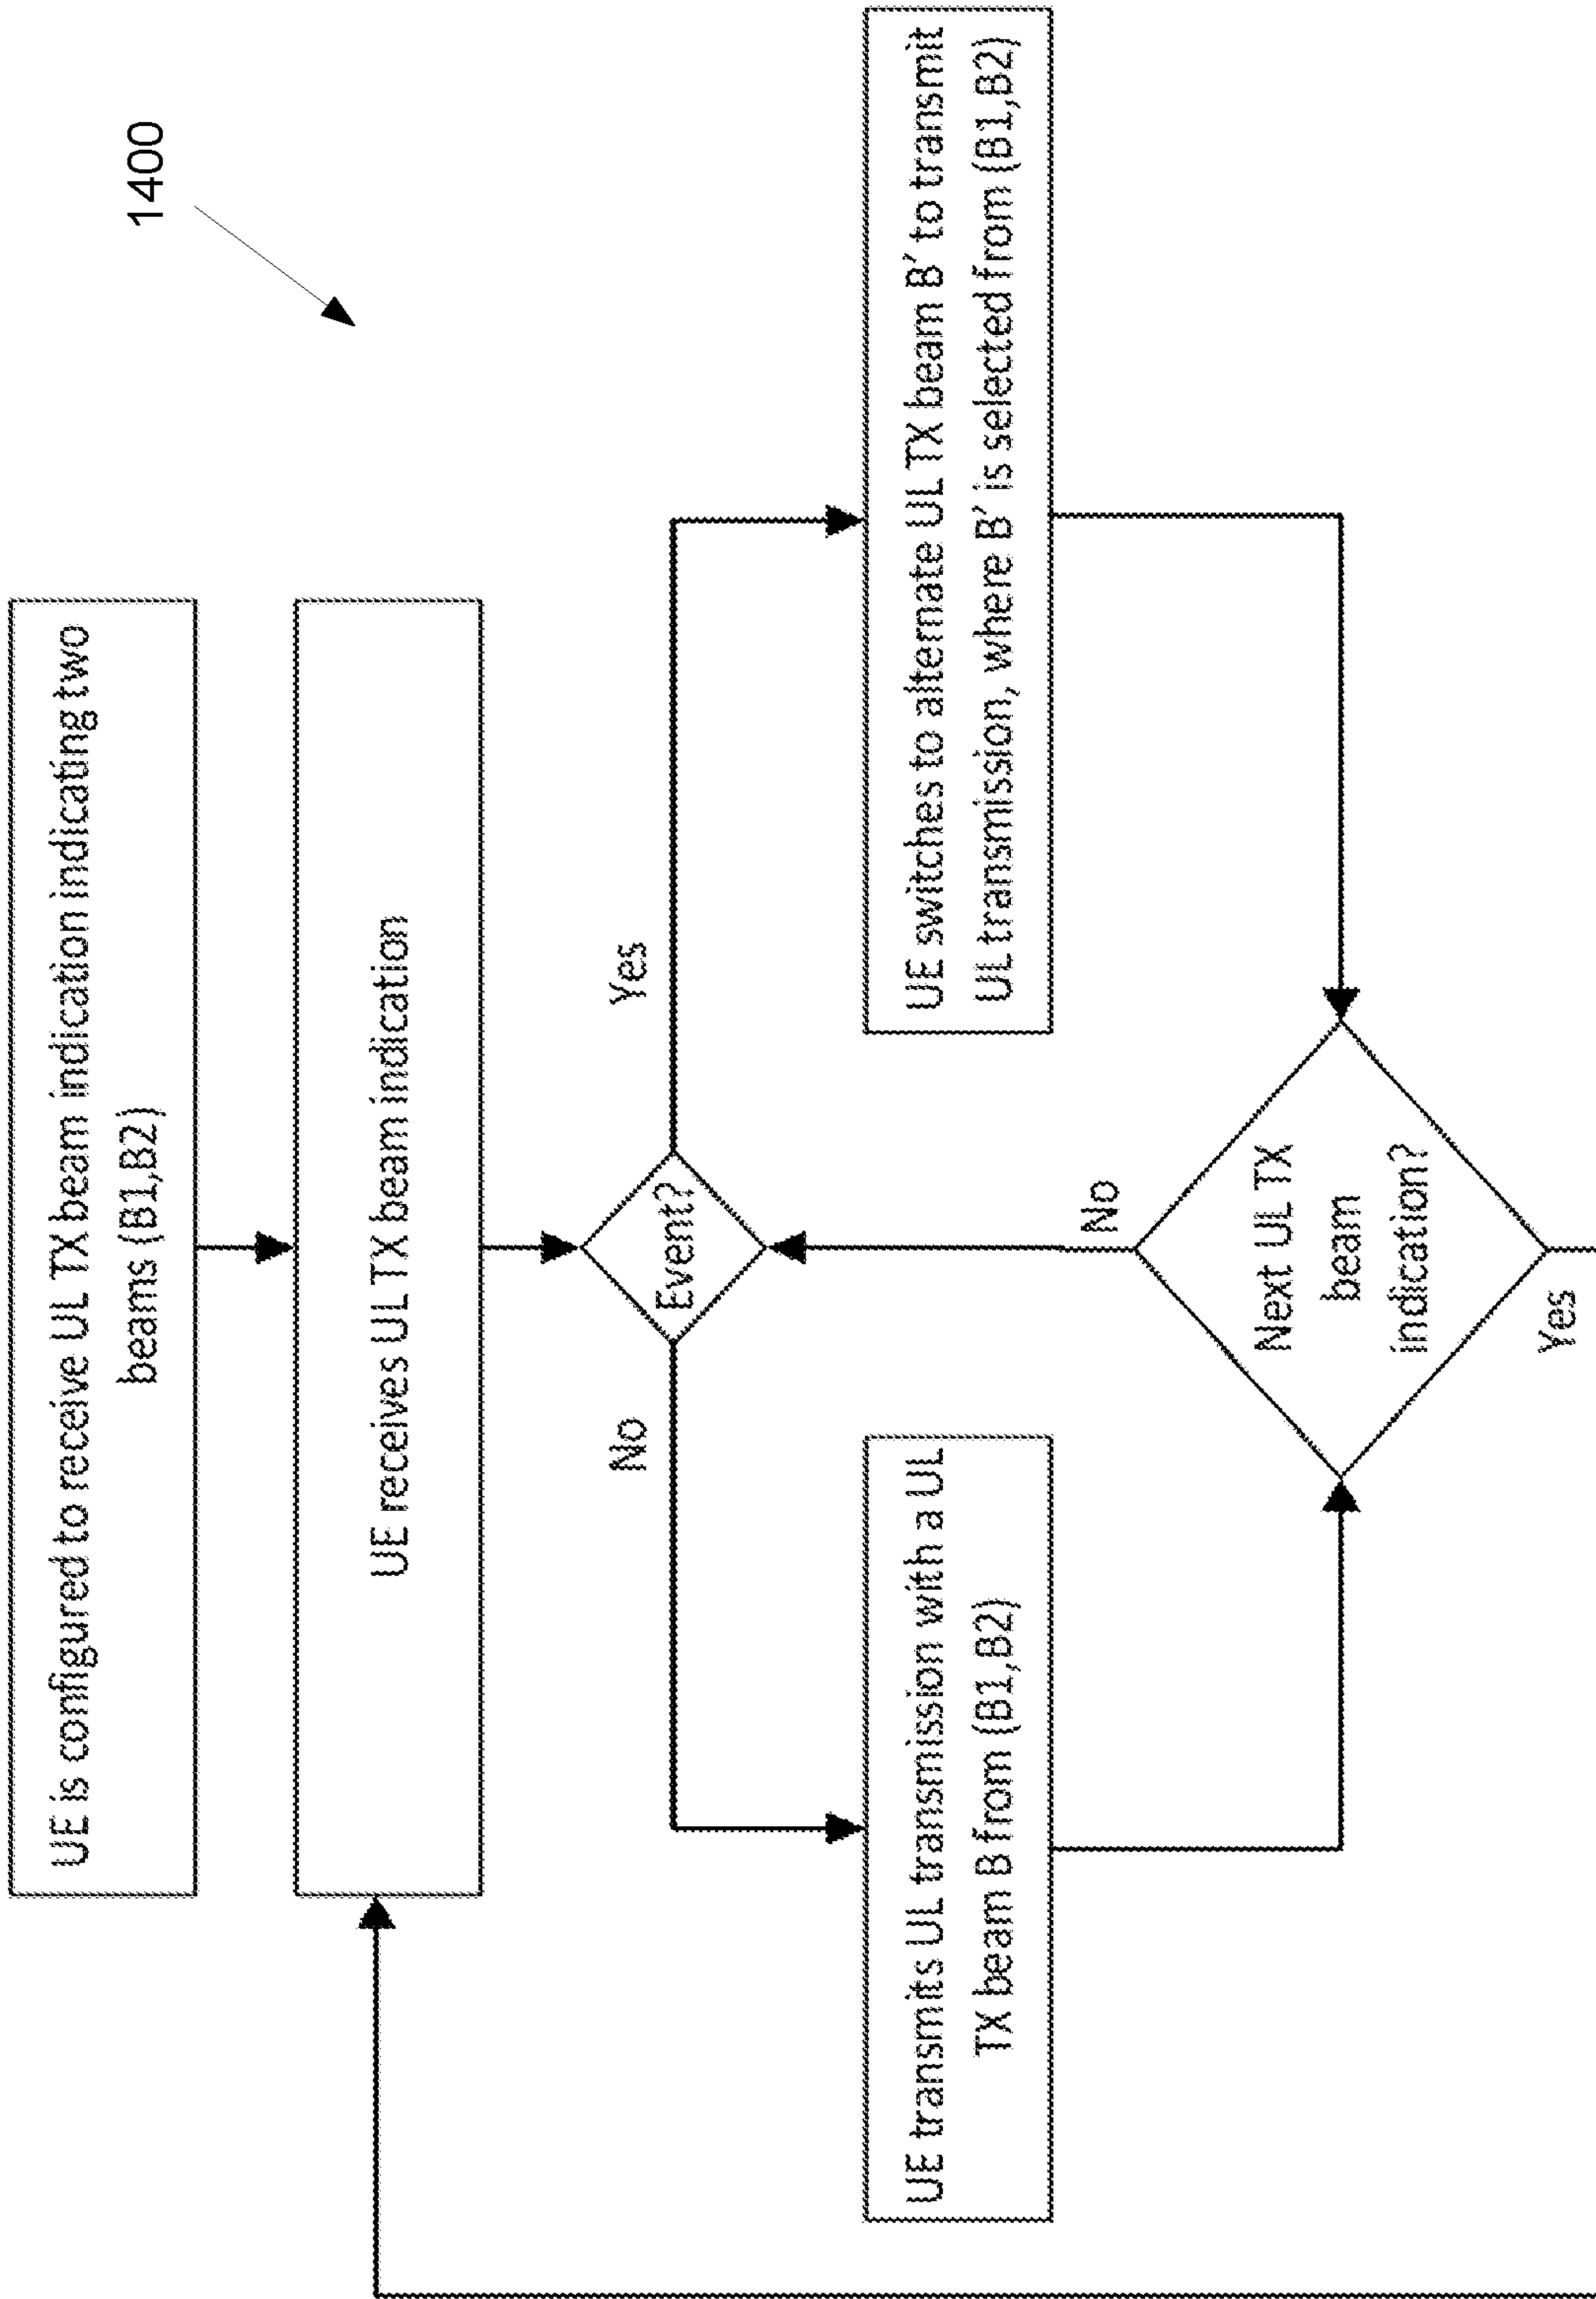 1400
UE is configured to receive UL TX beam indication indicating two
beams (B1,B2)
UE receives UL TX beam indication
Event?
No
Yes
UE transmits UL transmission with a UL
TX beam B from (B1,B2)
UE switches to alternate UL TX beam B' to transmit
UL transmission, where B' is selected from (B1,B2)
No
Next UL TX
beam
indication?
Yes